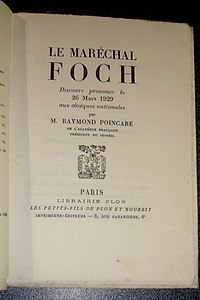 LE MARÉCHAL
FOCH
Discours prononcé le
26 Mars 1929
aux obsèques nationales
par
M. RAYMOND POINCARÉ
DE L'ACADÉMIE FRANÇAISE
PRÉSIDENT DU CONSEIL
PARIS
LIBRAIRIE PLON
LES PETITS-FILS DE PLON ET NOURRIT
IMPRIMEURS-ÉDITEURS — 8, RUE GARANCIÈRE, 6e